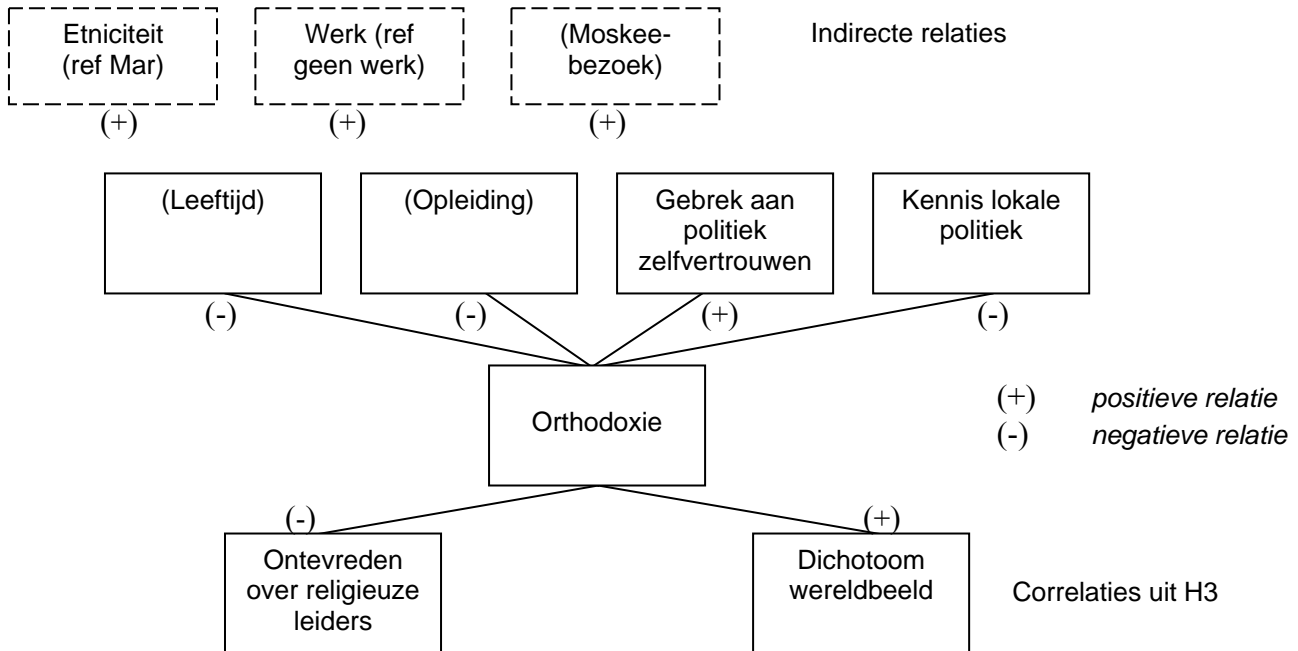 Etniciteit
(ref Mar)
Werk (ref
geen werk)
(Moskee-
bezoek)
Indirecte relaties
(+)
(+)
(+)
(Leeftijd)
(Opleiding)
Gebrek aan
politiek
zelfvertrouwen
Kennis lokale
politiek
(-)
(-)
(+)
(-)
Orthodoxie
(+) positieve relatie
(-) negatieve relatie
(-)
(+)
Ontevreden
over religieuze
leiders
Dichotoom
wereldbeeld
Correlaties uit H3